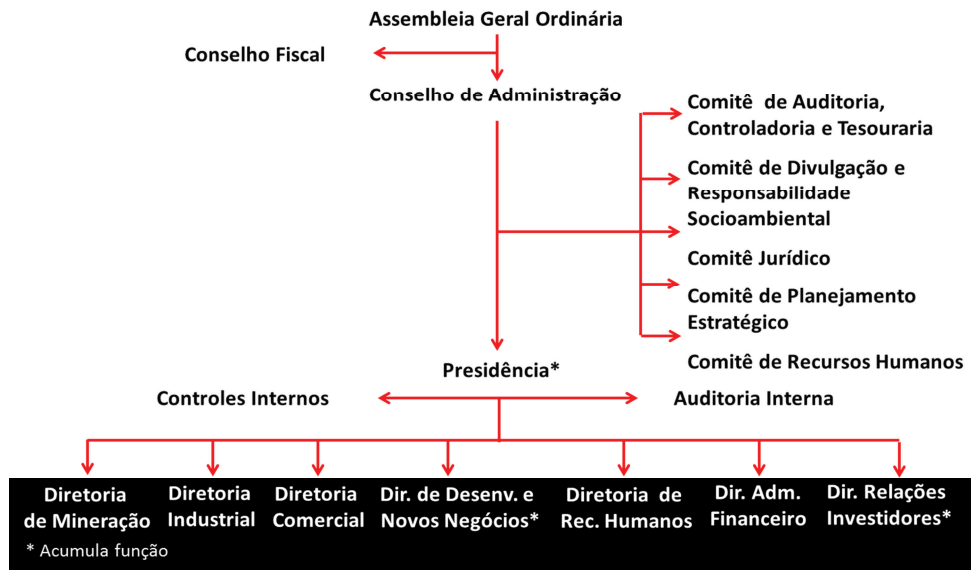 Assembleia Geral Ordinária
Conselho Fiscal
Conselho de Administração
Comitê de Auditoria,
Controladoria e Tesouraria
Comitê de Divulgação e
Responsabilidade
Socioambiental
Comitê Jurídico
Comitê de Planejamento
Estratégico
Comitê de Recursos Humanos
Presidência*
Controles Internos
Auditoria Interna
Diretoria
de Mineração
Diretoria
Industrial
Diretoria
Comercial
Dir. de Desenv. e
Novos Negócios*
Diretoria de
Rec. Humanos
Dir. Adm.
Financeiro
Dir. Relações
Investidores*
* Acumula função